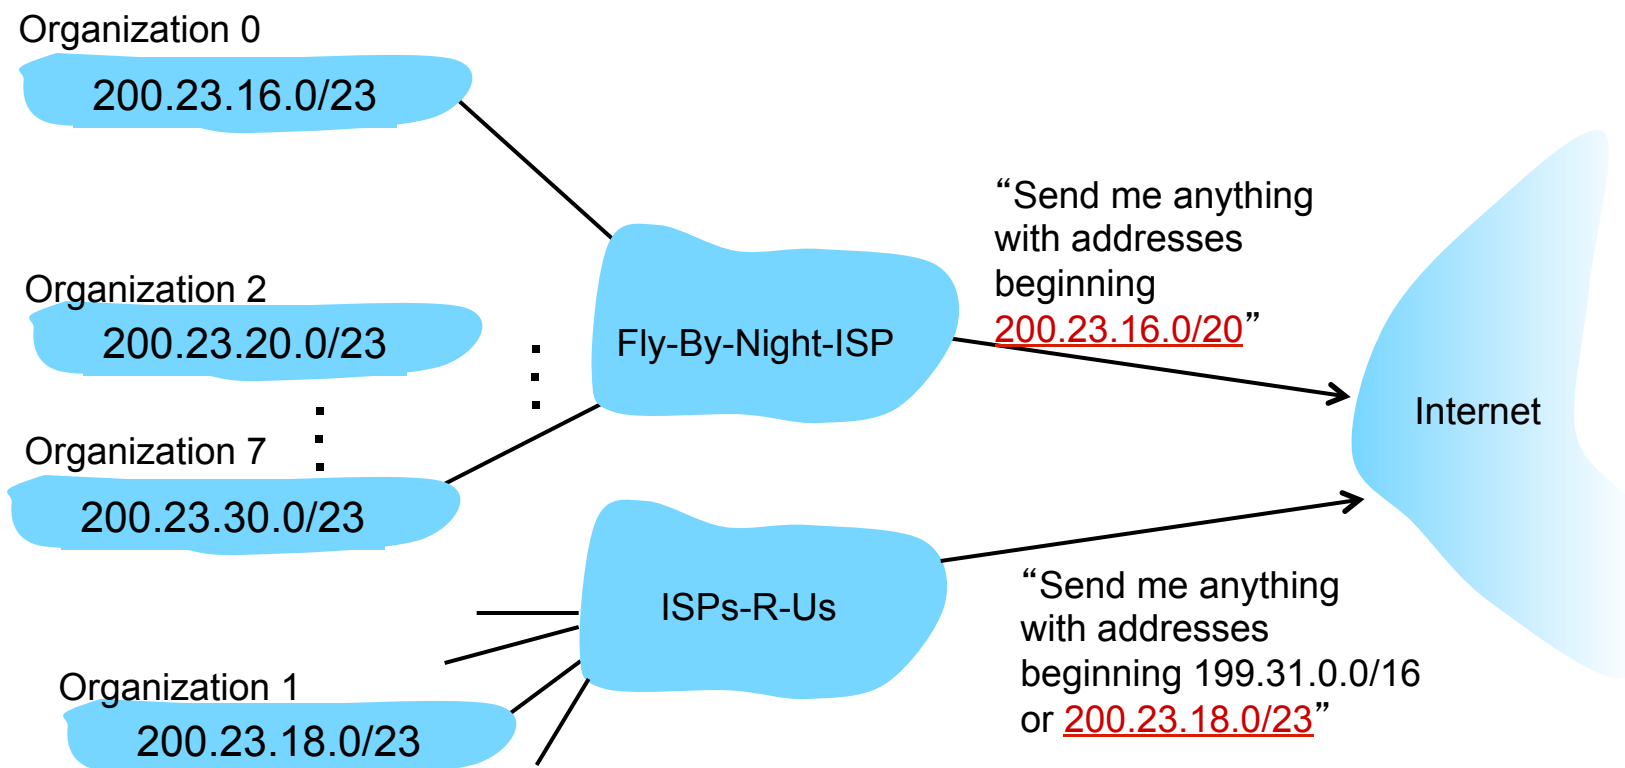 Organization 0
200.23.16.0/23
Organization 2
200.23.20.0/23
Organization 7
200.23.30.0/23
Fly-By-Night-ISP
“Send me anything
with addresses
beginning
200.23.16.0/20”
Internet
ISPs-R-Us
Organization 1
200.23.18.0/23
“Send me anything
with addresses
beginning 199.31.0.0/16
or 200.23.18.0/23”